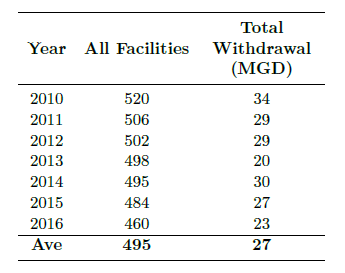 Year All Facilities Total Withdrawal (MGD)
2010 520 34
2011 506 29
2012 502 29
2013 498 20
2014 495 30
2015 484 27
2016 460 23
Ave 495 27